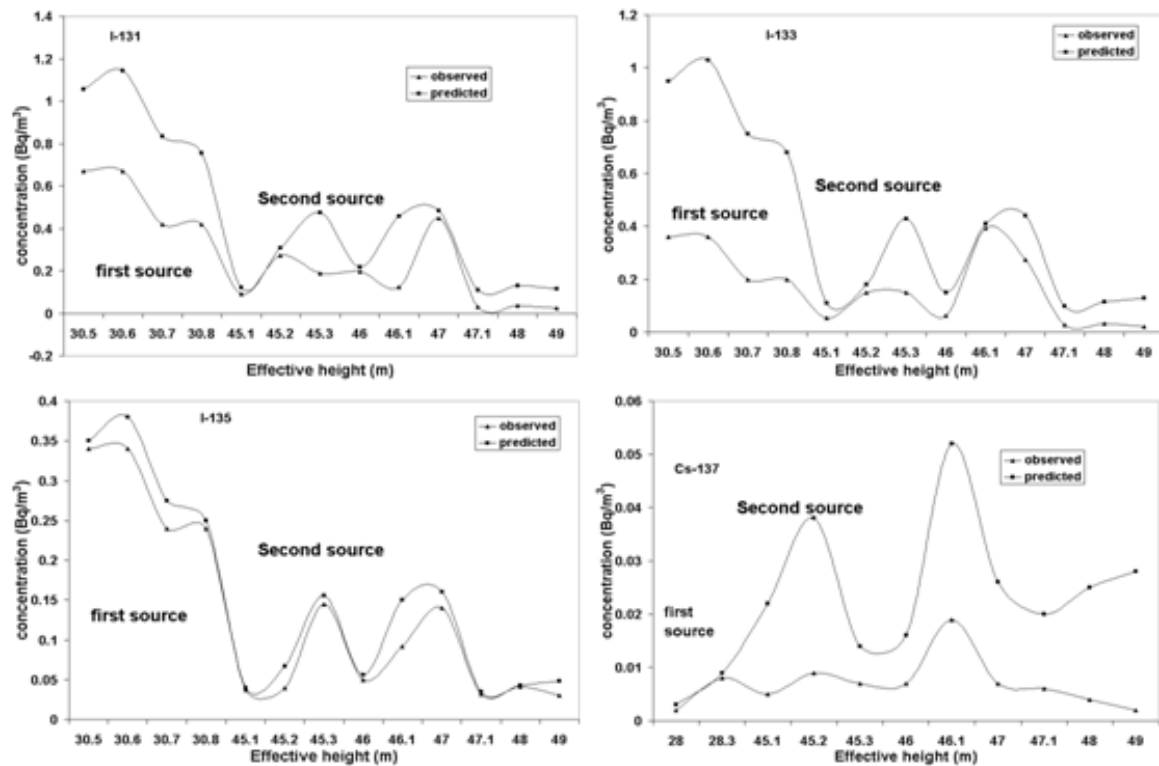 I-131
observed
predicted
Second source
first source
concentration (Bq/m³)
1.4
1.2
1
0.8
0.6
0.4
0.2
0
-0.2
30.5 30.6 30.7 30.8 45.1 45.2 45.3 46 46.1 47 47.1 48 49
Effective height (m)
I-133
observed
predicted
Second source
first source
concentration (Bq/m³)
1.2
1
0.8
0.6
0.4
0.2
0
30.5 30.6 30.7 30.8 45.1 45.2 45.3 46 46.1 47 47.1 48 49
Effective height (m)
I-135
observed
predicted
Second source
first source
concentration (Bq/m³)
0.4
0.35
0.3
0.25
0.2
0.15
0.1
0.05
0
30.5 30.6 30.7 30.8 45.1 45.2 45.3 46 46.1 47 47.1 48 49
Effective height (m)
Cs-137
observed
predicted
Second source
first
source
concentration (Bq/m³)
0.06
0.05
0.04
0.03
0.02
0.01
0
28 28.3 45.1 45.2 45.3 46 46.1 47 47.1 48 49
Effective height (m)